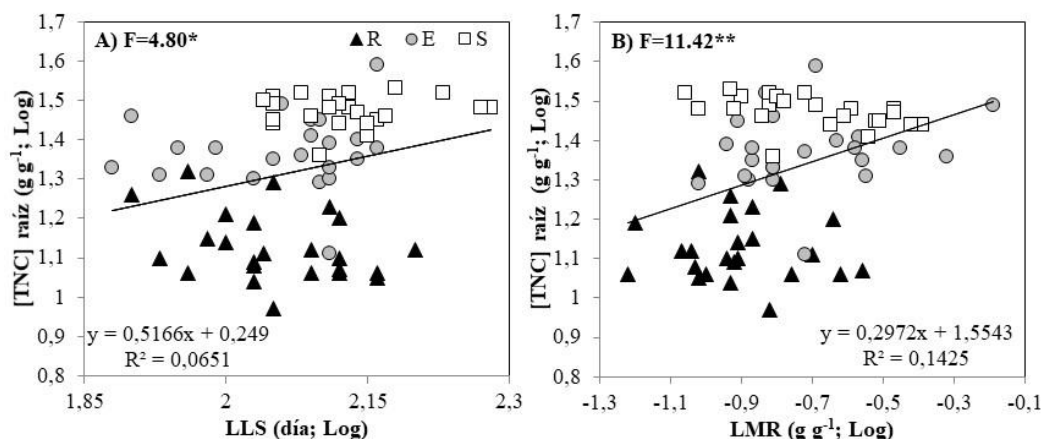 1,7
1,6
1,5
1,4
1,3
1,2
1,1
1
0,9
0,8
[TNC] raíz (g g⁻¹; Log)
A) F=4.80*
R E S
y = 0,5166x + 0,249
R² = 0,0651
1,85 2 2,15 2,3
LLS (día; Log)
1,7
1,6
1,5
1,4
1,3
1,2
1,1
1
0,9
0,8
[TNC] raíz (g g⁻¹; Log)
B) F=11.42**
y = 0,2972x + 1,5543
R² = 0,1425
-1,3 -1,1 -0,9 -0,7 -0,5 -0,3 -0,1
LMR (g g⁻¹; Log)